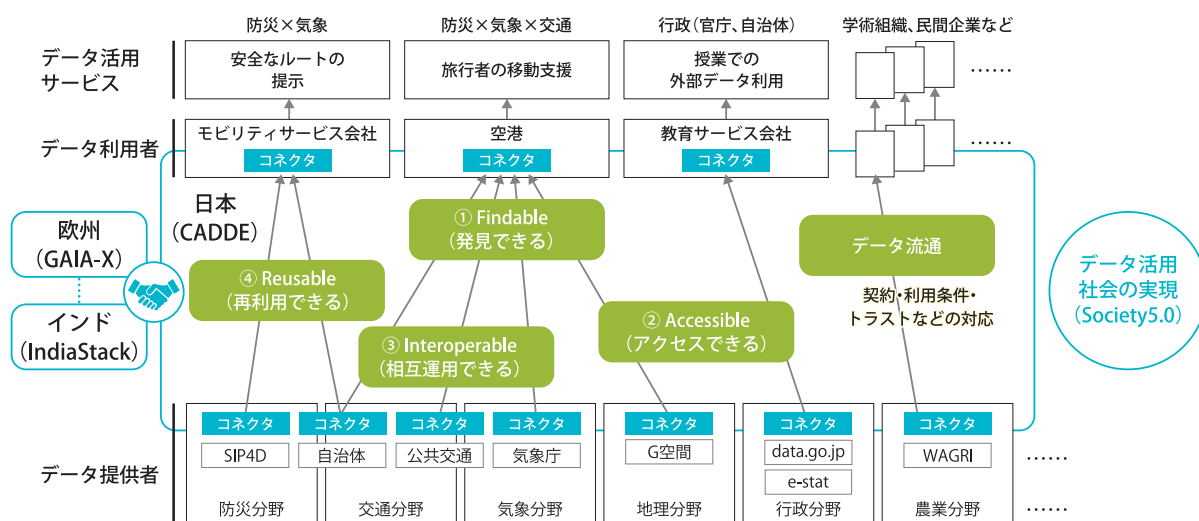 防災×気象
防災×気象×交通
行政（官庁、自治体）
学術組織、民間企業など
データ活用
サービス
安全なルートの
提示
旅行者の移動支援
授業での
外部データ利用
……
データ利用者
モビリティサービス会社
コネクタ
空港
コネクタ
教育サービス会社
コネクタ
……
日本
（CADDE）
欧州
（GAIA-X）
インド
（IndiaStack）
① Findable
（発見できる）
④ Reusable
（再利用できる）
③ Interoperable
（相互運用できる）
② Accessible
（アクセスできる）
データ流通
契約・利用条件・
トラストなどの対応
データ活用
社会の実現
（Society5.0）
データ提供者
コネクタ
SIP4D
防災分野
コネクタ
自治体
コネクタ
公共交通
交通分野
コネクタ
気象庁
気象分野
コネクタ
G空間
地理分野
コネクタ
data.go.jp
e-stat
行政分野
コネクタ
WAGRI
農業分野
……
……